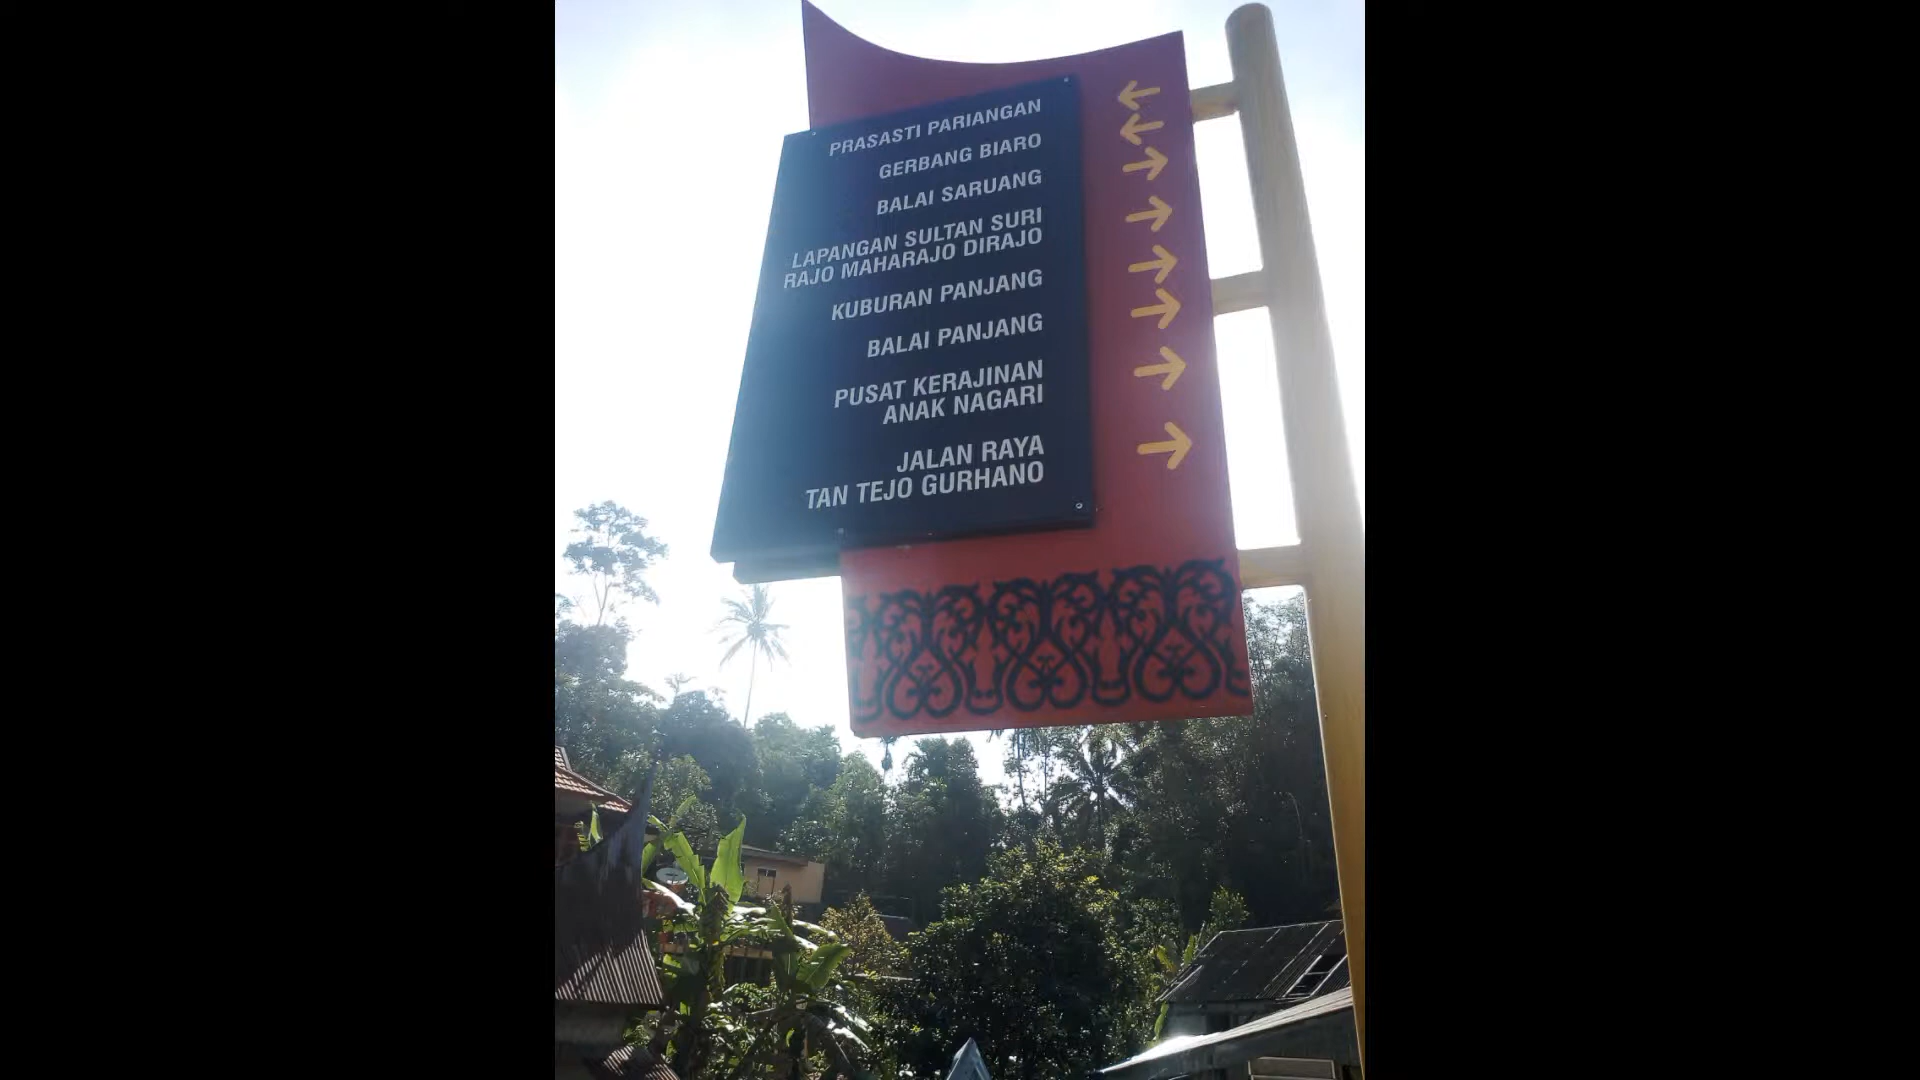 PRASASTI PARIANGAN
GERBANG BIARO
BALAI SARUANG
LAPANGAN SULTAN SURI
RAJO MAHARAJO DIRAJO
KUBURAN PANJANG
BALAI PANJANG
PUSAT KERAJINAN
ANAK NAGARI
JALAN RAYA
TAN TEJO GURHANO